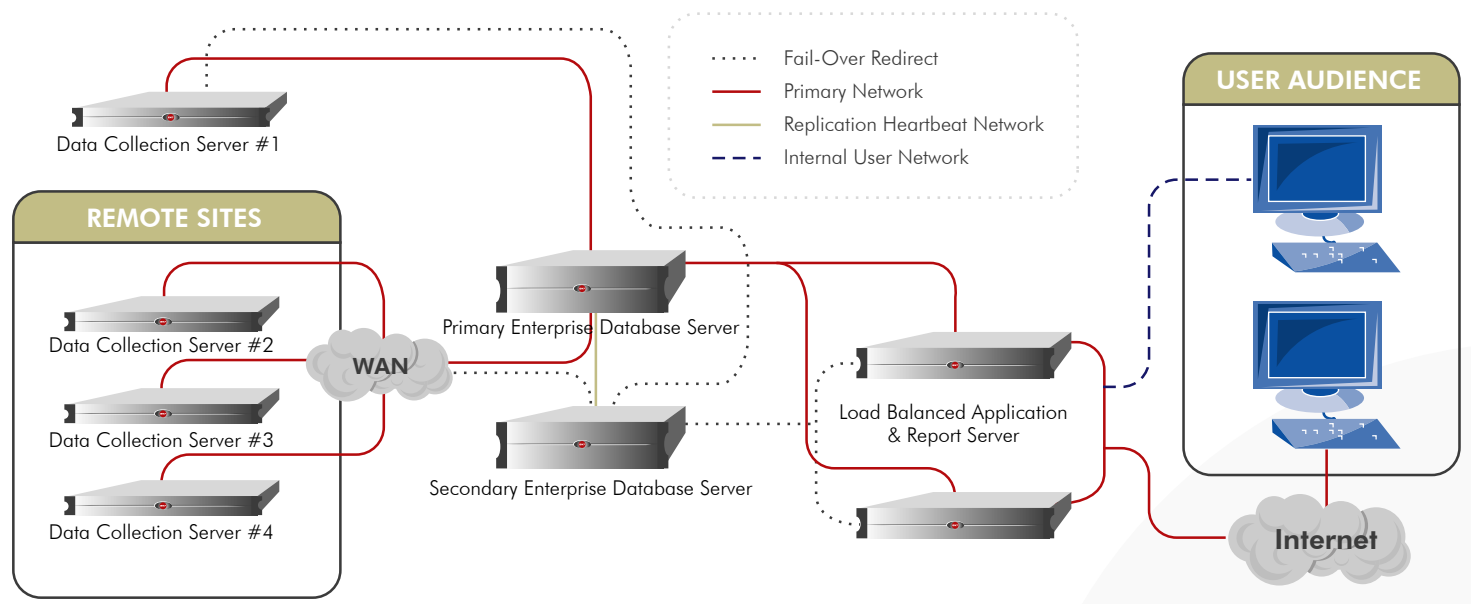 Fail-Over Redirect
Primary Network
Replication Heartbeat Network
Internal User Network
USER AUDIENCE
Data Collection Server #1
REMOTE SITES
Data Collection Server #2
Data Collection Server #3
Data Collection Server #4
WAN
Primary Enterprise Database Server
Secondary Enterprise Database Server
Load Balanced Application
& Report Server
Internet